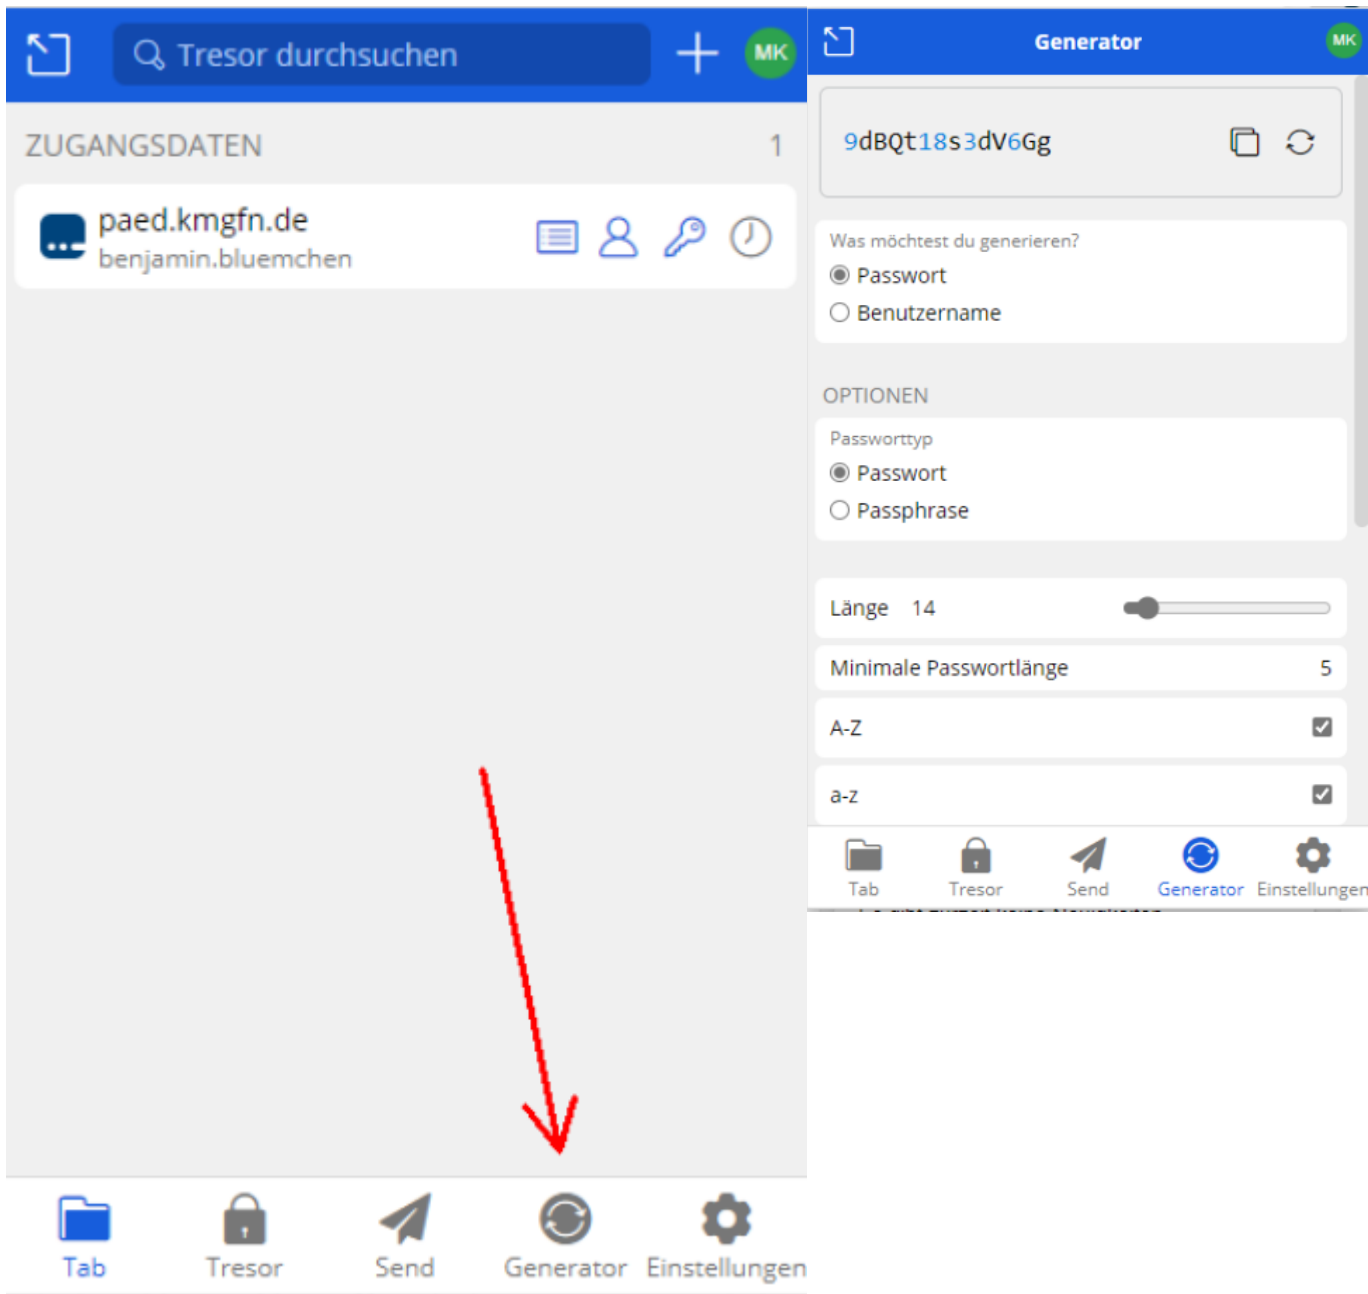 Tresor durchsuchen
MK
ZUGANGSDATEN 1
paed.kmgfn.de
benjamin.bluemchen
Tab Tresor Send Generator Einstellungen
Generator
MK
9dBQt18s3dV6Gg
Was möchtest du generieren?
Passwort
Benutzername
OPTIONEN
Passworttyp
Passwort
Passphrase
Länge 14
Minimale Passwortlänge 5
A-Z
a-z
Tab Tresor Send Generator Einstellungen